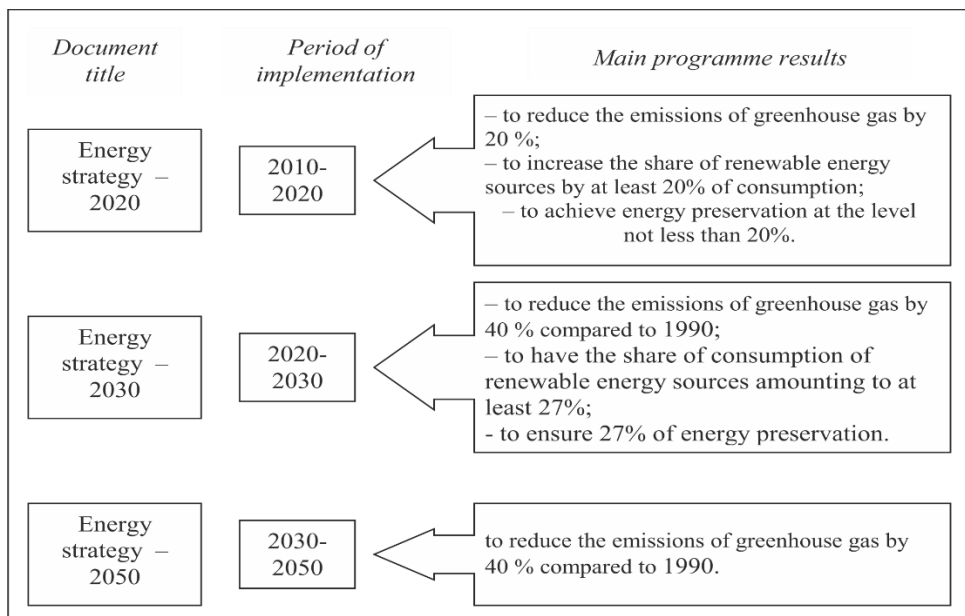 Document
title
Period of
implementation
Main programme results
Energy
strategy –
2020
2010-
2020
– to reduce the emissions of greenhouse gas by
20 %;
– to increase the share of renewable energy
sources by at least 20% of consumption;
– to achieve energy preservation at the level
not less than 20%.
Energy
strategy –
2030
2020-
2030
– to reduce the emissions of greenhouse gas by
40 % compared to 1990;
– to have the share of consumption of
renewable energy sources amounting to at
least 27%;
- to ensure 27% of energy preservation.
Energy
strategy –
2050
2030-
2050
to reduce the emissions of greenhouse gas by
40 % compared to 1990.